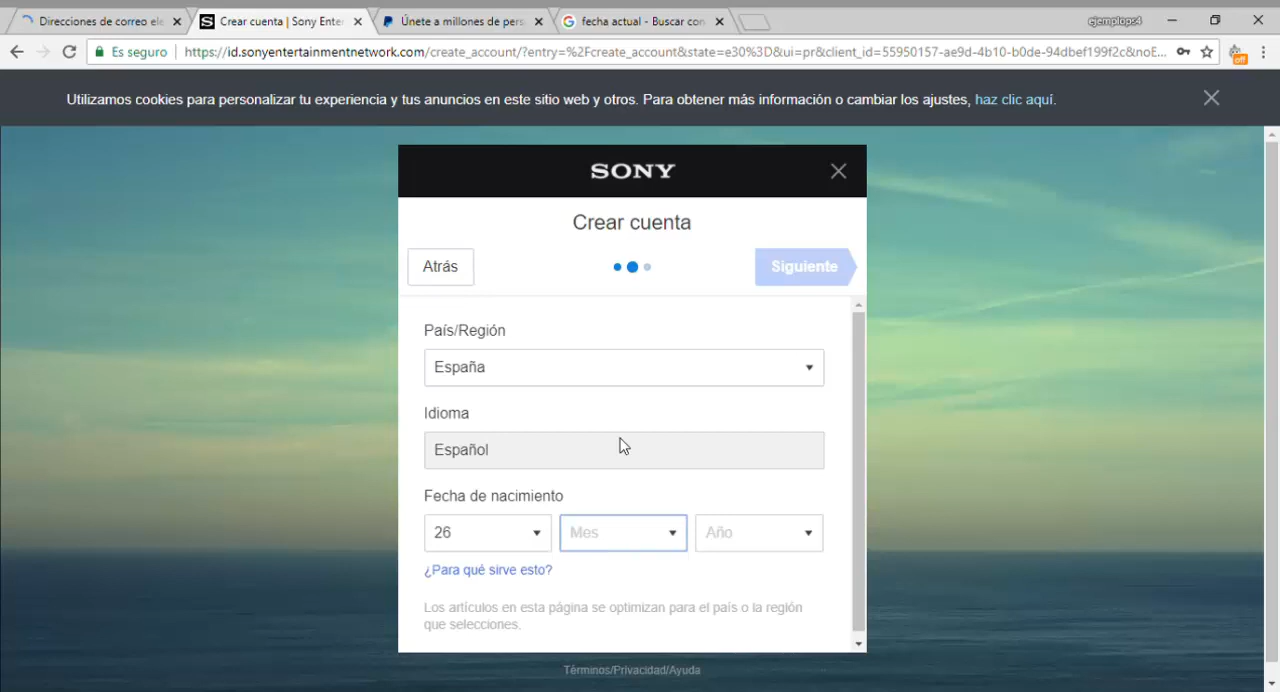 Direcciones de correo ele
Crear cuenta | Sony Enter
Únete a millones de pers
fecha actual - Buscar con
ejemplops4
Es seguro
https://id.sonyentertainmentnetwork.com/create_account/?entry=%2Fcreate_account&state=e30%3D&ui=pr&client_id=55950157-ae9d-4b10-b0de-94dbef199f2c&noE...
off
Utilizamos cookies para personalizar tu experiencia y tus anuncios en este sitio web y otros. Para obtener más información o cambiar los ajustes, haz clic aquí.
SONY
Crear cuenta
Atrás
Siguiente
País/Región
España
Idioma
Español
Fecha de nacimiento
26
Mes
Año
¿Para qué sirve esto?
Los artículos en esta página se optimizan para el país o la región
que selecciones.
Términos/Privacidad/Ayuda